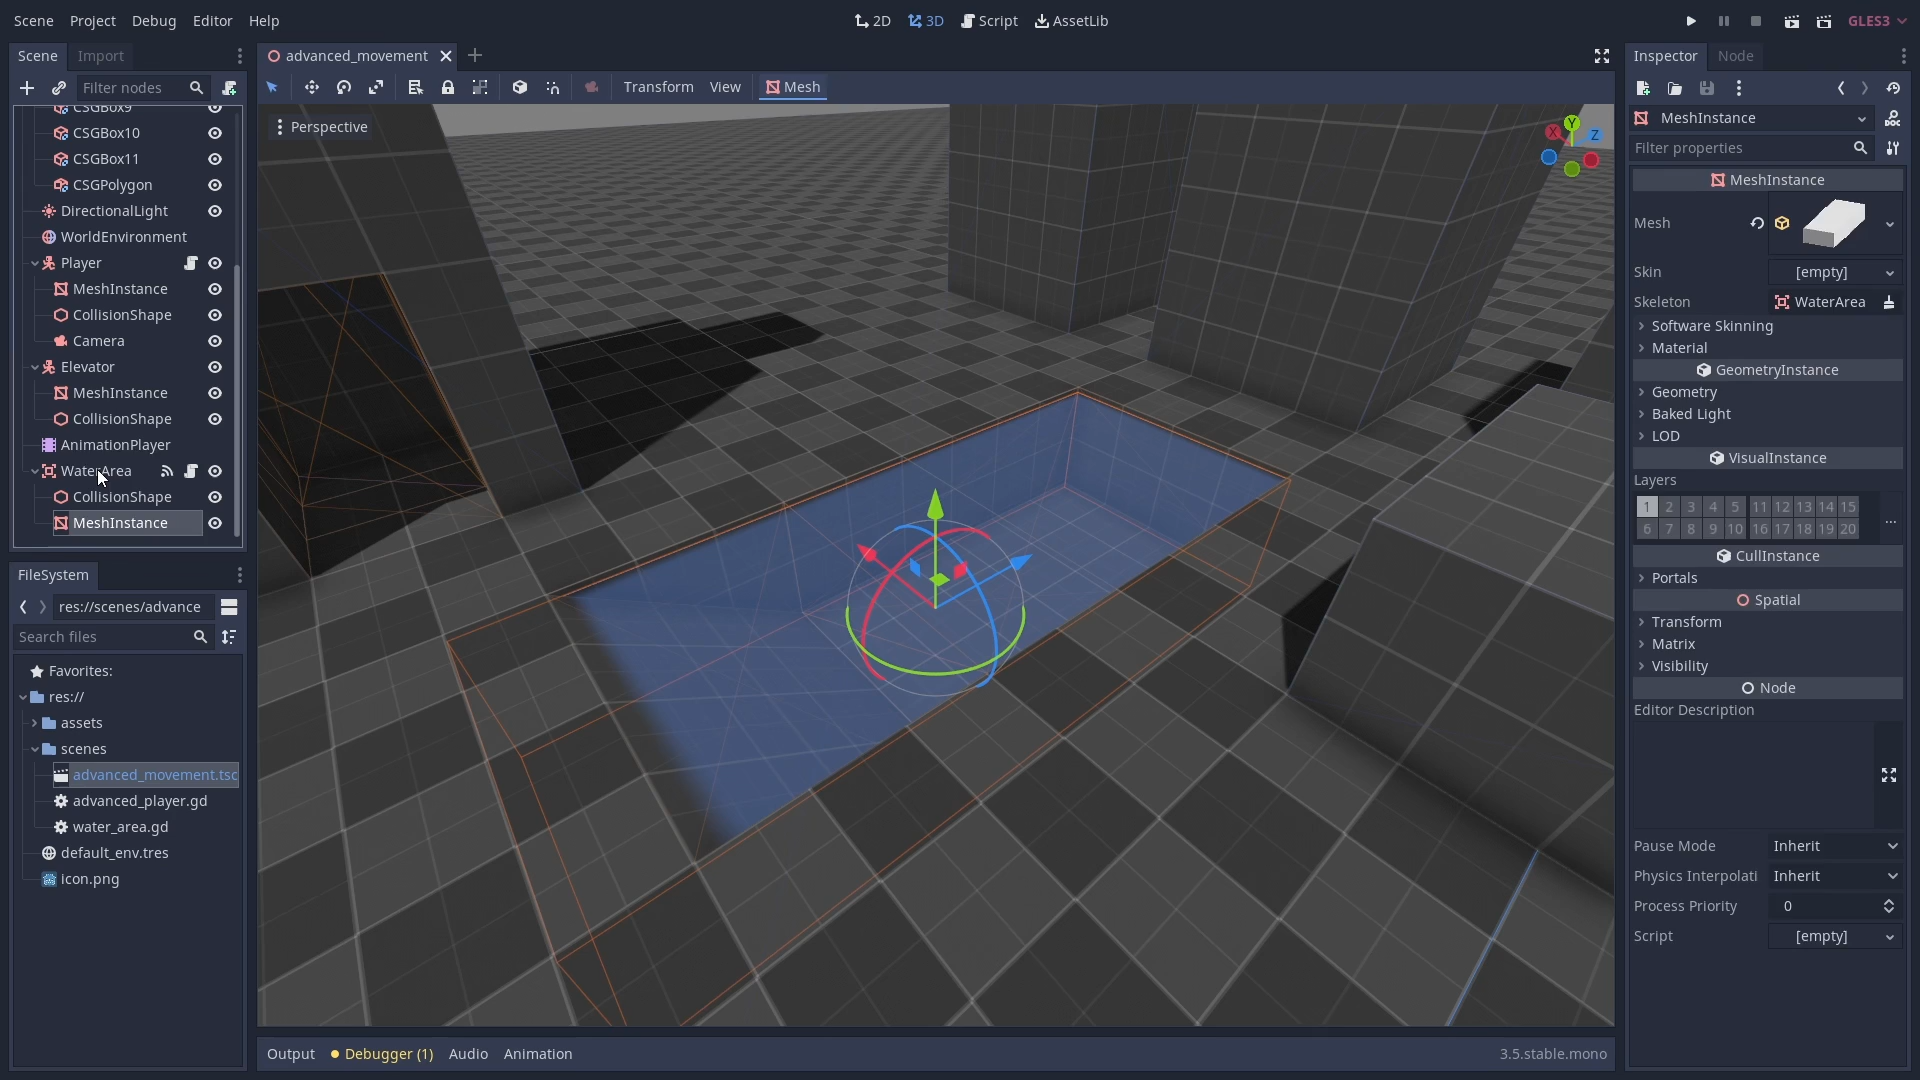 Scene Project Debug Editor Help 2D 3D Script AssetLib GLES3
Scene Import
advanced_movement
Inspector Node
Filter nodes
Transform View Mesh
CSGBox9
CSGBox10
CSGBox11
CSGPolygon
DirectionalLight
WorldEnvironment
Player
MeshInstance
CollisionShape
Camera
Elevator
MeshInstance
CollisionShape
AnimationPlayer
WaterArea
CollisionShape
MeshInstance
FileSystem
res://scenes/advance
Search files
Favorites:
res://
assets
scenes
advanced_movement.tsc
advanced_player.gd
water_area.gd
default_env.tres
icon.png
Perspective
X Y Z
Output Debugger (1) Audio Animation 3.5.stable.mono
MeshInstance
Filter properties
MeshInstance
Mesh
Skin [empty]
Skeleton WaterArea
Software Skinning
Material
GeometryInstance
Geometry
Baked Light
LOD
VisualInstance
Layers
1 2 3 4 5 11 12 13 14 15
6 7 8 9 10 16 17 18 19 20
...
CullInstance
Portals
Spatial
Transform
Matrix
Visibility
Node
Editor Description
Pause Mode Inherit
Physics Interpolati Inherit
Process Priority 0
Script [empty]